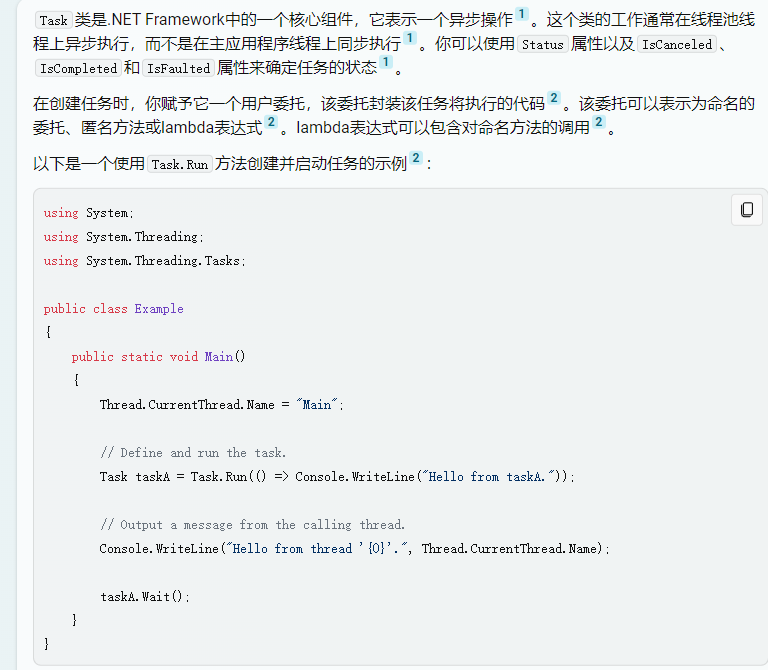 Task 类是.NET Framework中的一个核心组件，它表示一个异步操作 1 。这个类的工作通常在线程池线
程上异步执行，而不是在主应用程序线程上同步执行 1 。你可以使用 Status 属性以及 IsCanceled 、
IsCompleted 和 IsFaulted 属性来确定任务的状态 1 。
在创建任务时，你赋予它一个用户委托，该委托封装该任务将执行的代码 2 。该委托可以表示为命名的
委托、匿名方法或lambda表达式 2 。lambda表达式可以包含对命名方法的调用 2 。
以下是一个使用 Task.Run 方法创建并启动任务的示例 2 ：
using System;
using System.Threading;
using System.Threading.Tasks;
public class Example
{
    public static void Main()
    {
        Thread.CurrentThread.Name = "Main";
        // Define and run the task.
        Task taskA = Task.Run(() => Console.WriteLine("Hello from taskA."));
        // Output a message from the calling thread.
        Console.WriteLine("Hello from thread '{0}'.", Thread.CurrentThread.Name);
        taskA.Wait();
    }
}